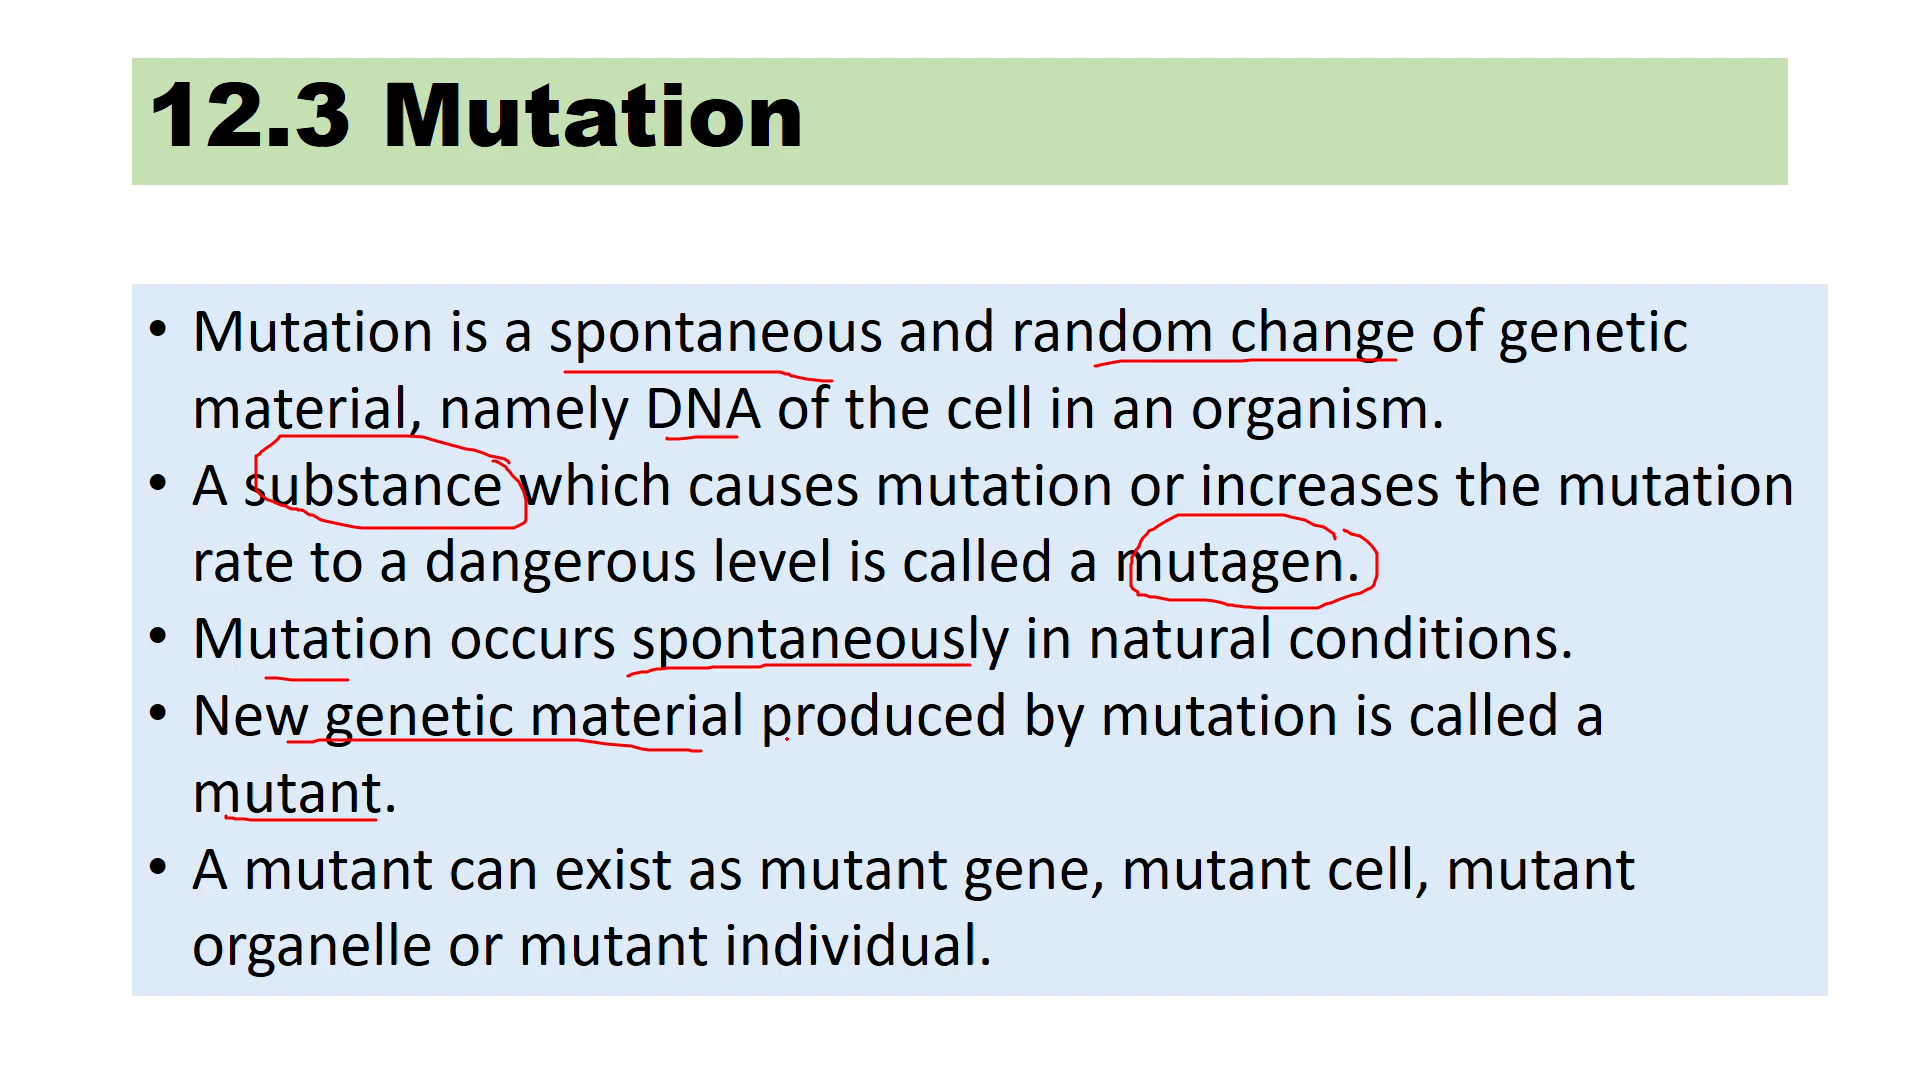 12.3 Mutation
• Mutation is a spontaneous and random change of genetic
material, namely DNA of the cell in an organism.
• A substance which causes mutation or increases the mutation
rate to a dangerous level is called a mutagen.
• Mutation occurs spontaneously in natural conditions.
• New genetic material produced by mutation is called a
mutant.
• A mutant can exist as mutant gene, mutant cell, mutant
organelle or mutant individual.